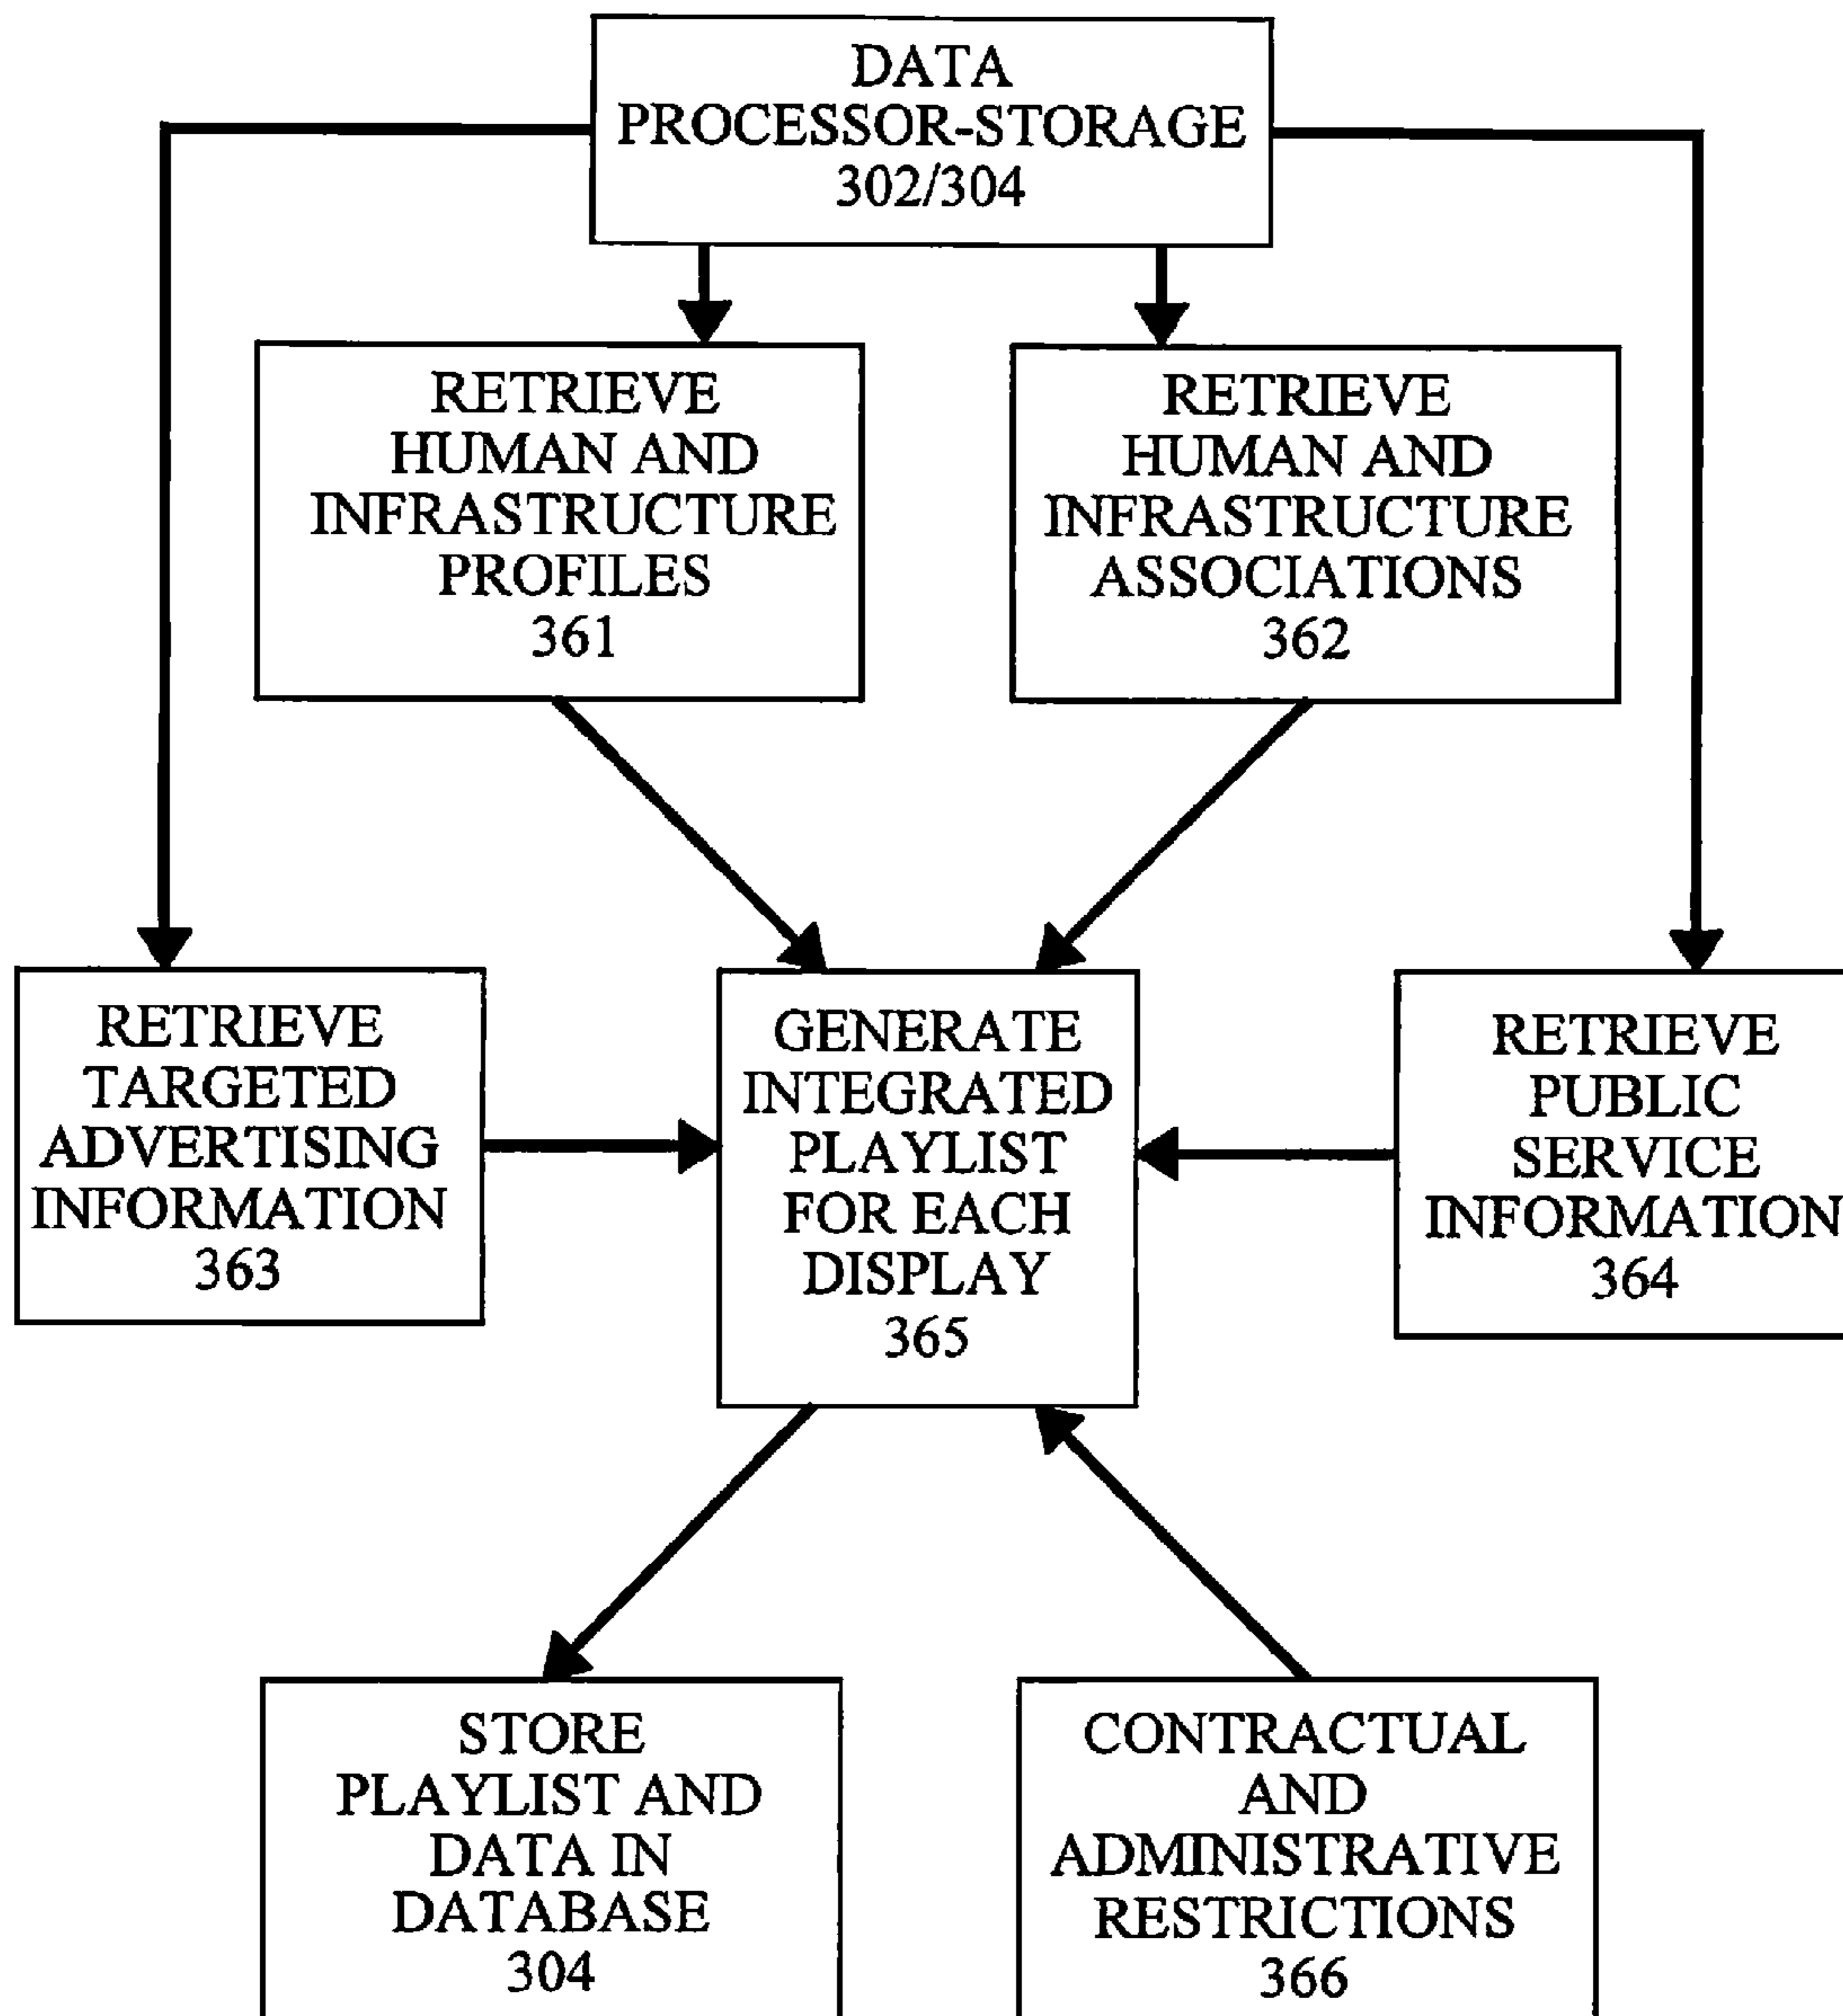 DATA
PROCESSOR-STORAGE
302/304
RETRIEVE
HUMAN AND
INFRASTRUCTURE
PROFILES
361
RETRIEVE
HUMAN AND
INFRASTRUCTURE
ASSOCIATIONS
362
RETRIEVE
TARGETED
ADVERTISING
INFORMATION
363
GENERATE
INTEGRATED
PLAYLIST
FOR EACH
DISPLAY
365
RETRIEVE
PUBLIC
SERVICE
INFORMATION
364
STORE
PLAYLIST AND
DATA IN
DATABASE
304
CONTRACTUAL
AND
ADMINISTRATIVE
RESTRICTIONS
366